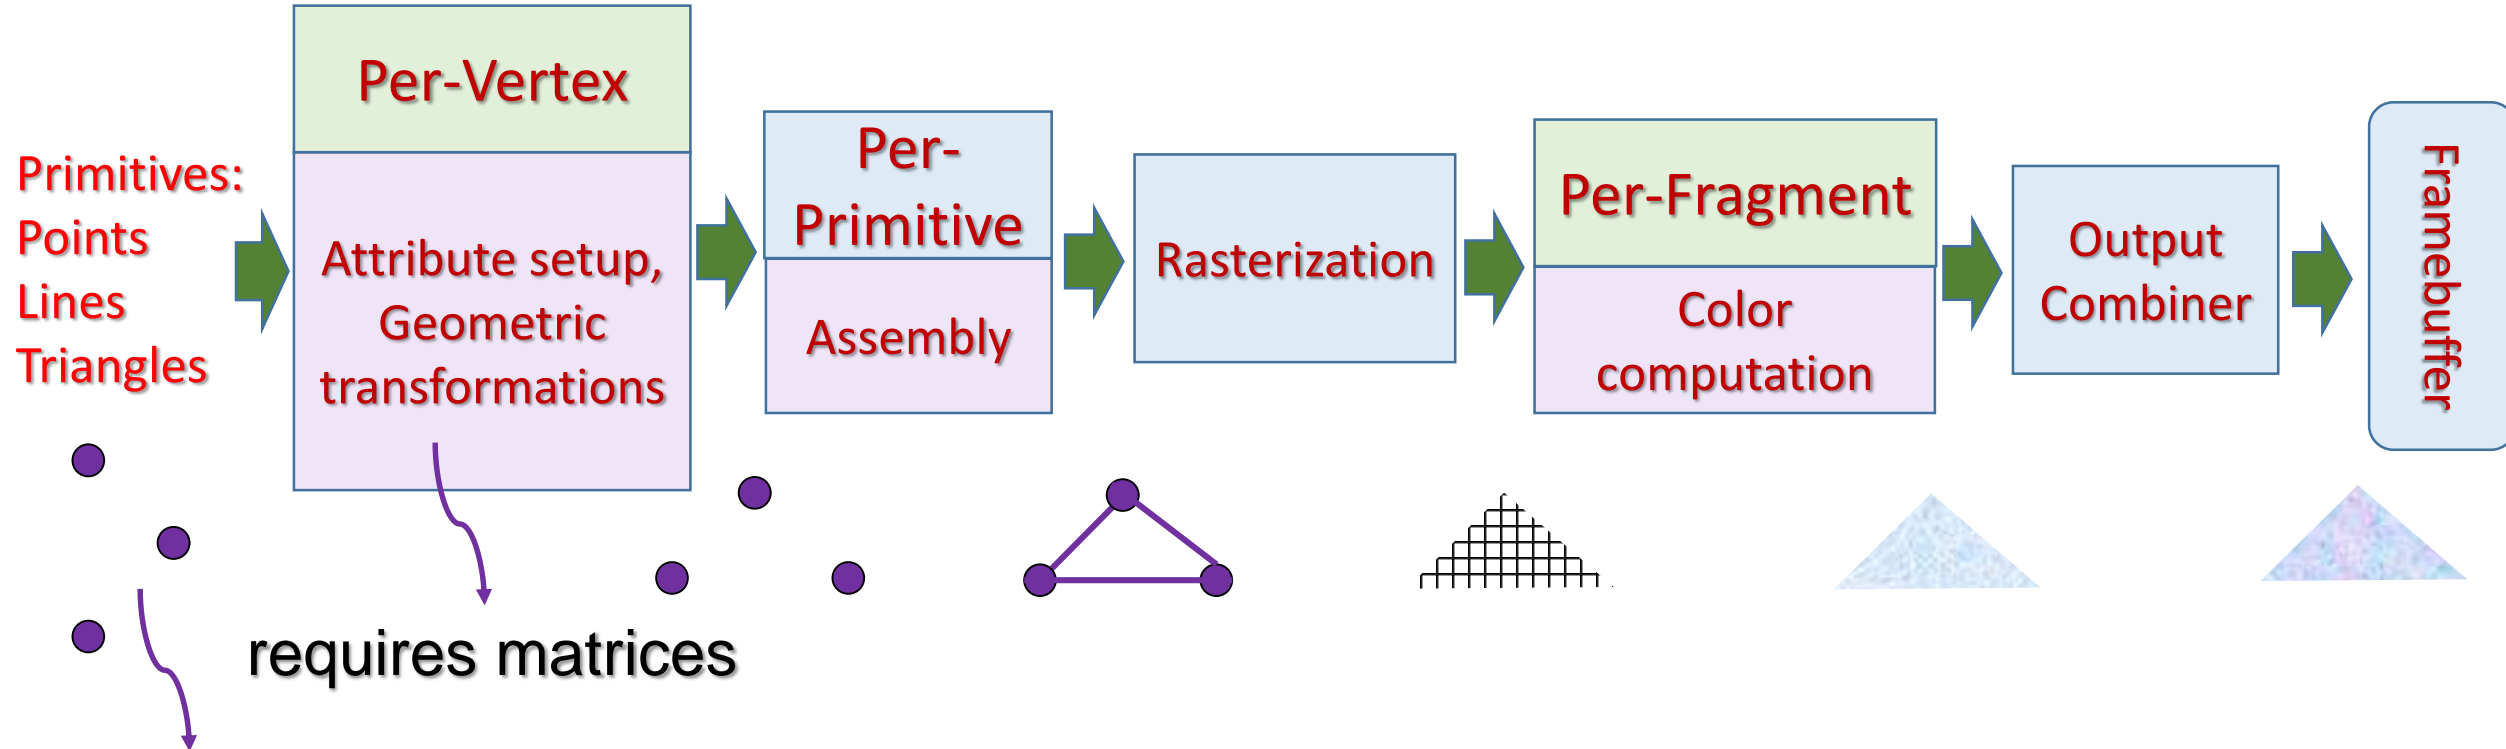 Primitives:
Points
Lines
Triangles
Per-Vertex
Attribute setup,
Geometric
transformations
Per-
Primitive
Assembly
Rasterization
Per-Fragment
Color
computation
Output
Combiner
Framebuffer
requires matrices